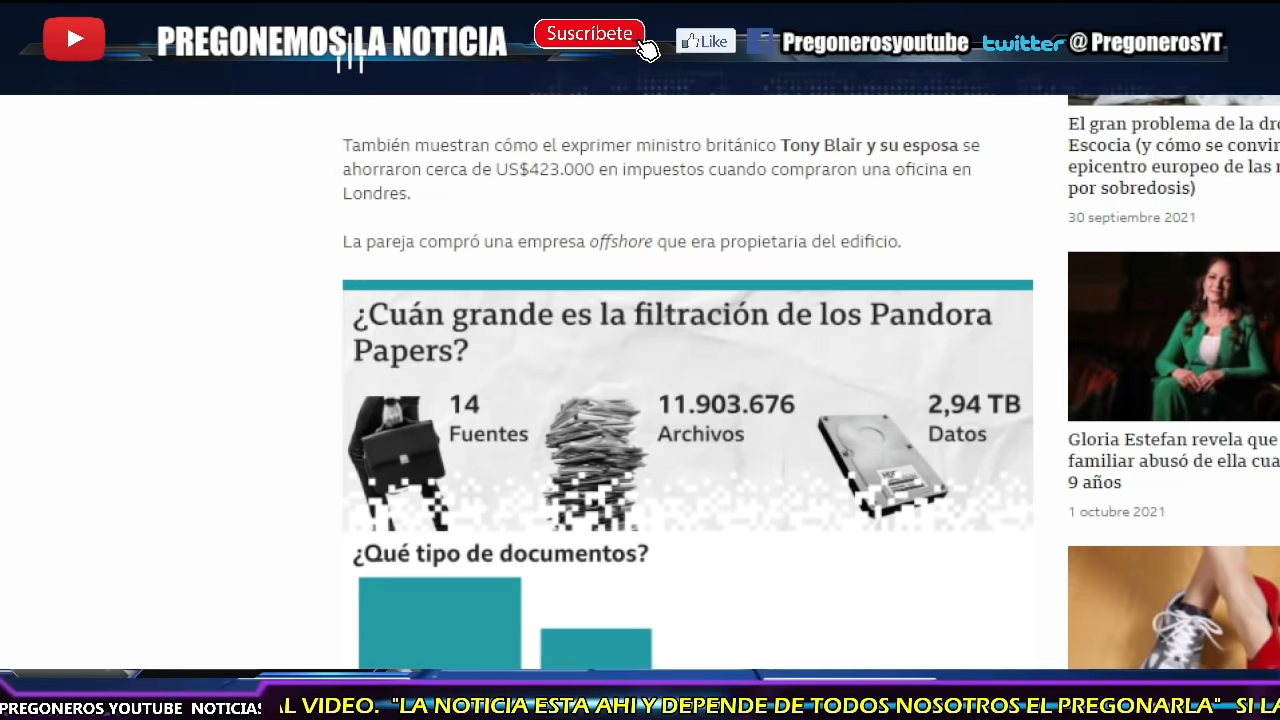 PREGONEMOS LA NOTICIA
Suscríbete
Like
Pregonerosyoutube
twitter @PregonerosYT
También muestran cómo el exprimer ministro británico Tony Blair y su esposa se
ahorraron cerca de US$423.000 en impuestos cuando compraron una oficina en
Londres.
La pareja compró una empresa offshore que era propietaria del edificio.
¿Cuán grande es la filtración de los Pandora
Papers?
14
Fuentes
11.903.676
Archivos
2,94 TB
Datos
¿Qué tipo de documentos?
El gran problema de la
Escocia (y cómo se
epicentro europeo de las
por sobredosis)
30 septiembre 2021
Gloria Estefan revela que
familiar abusó de ella
9 años
1 octubre 2021
PREGONEROS YOUTUBE NOTICIAS
AL VIDEO. "LA NOTICIA ESTA AHI Y DEPENDE DE TODOS NOSOTROS EL PREGONARLA" SI